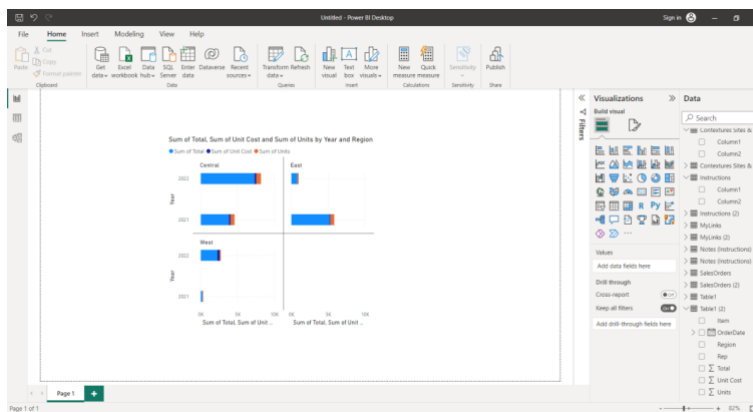 Untitled - Power BI Desktop
Sign in
File Home Insert Modeling View Help
Paste
Cut
Copy
Format painter
Clipboard
Get data
Excel workbook
Data hub
SQL Server
Enter data
Dataverse
Recent sources
Data
Transform data
Refresh
Queries
New visual
Text box
More visuals
Insert
New measure
Quick measure
Calculations
Sensitivity
Sensitivity
Publish
Share
Sum of Total, Sum of Unit Cost and Sum of Units by Year and Region
Sum of Total Sum of Unit Cost Sum of Units
Central East
2022
Year
2021
West
2022
Year
2021
0K 5K 10K 0K 5K 10K
Sum of Total, Sum of Unit ... Sum of Total, Sum of Unit ...
Filters
Visualizations
Build visual
R Py
Values
Add data fields here
Drill through
Cross-report
Off
Keep all filters
On
Add drill-through fields here
Data
Search
Contextures Sites &
Column1
Column2
Contextures Sites &
Instructions
Column1
Column2
Instructions (2)
MyLinks
MyLinks (2)
Notes (Instructions)
Notes (Instructions)
SalesOrders
SalesOrders (2)
Table1
Table1 (2)
Item
OrderDate
Region
Rep
Total
Unit Cost
Units
Page 1
Page 1 of 1
82%